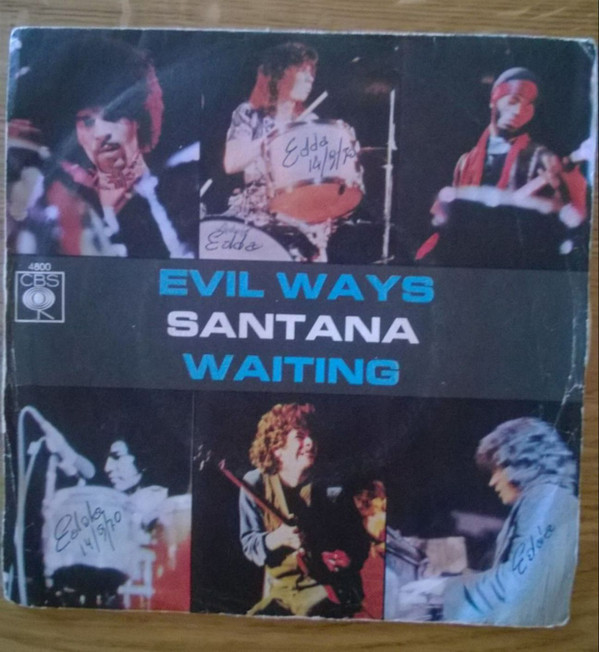 Edda
14/9/70
Edda
4800
CBS
EVIL WAYS
SANTANA
WAITING
Edda
14/9/70
Edda